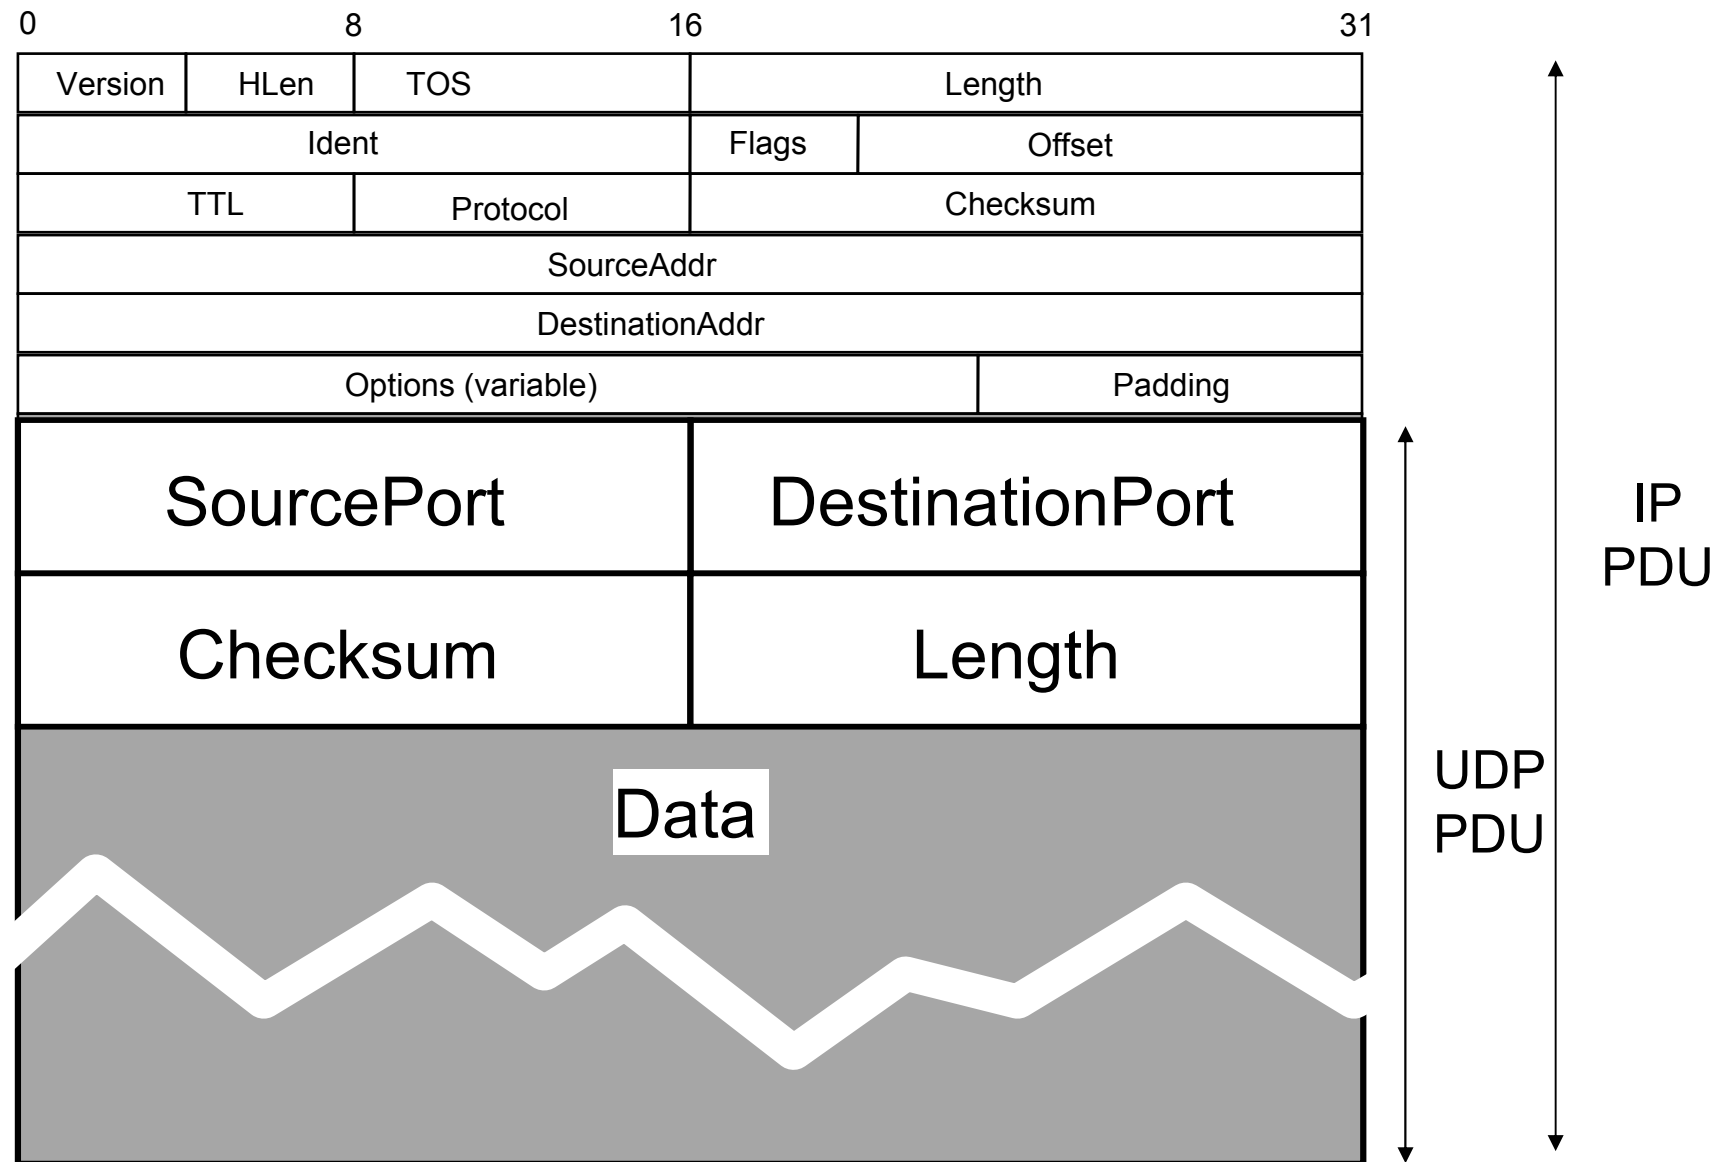 0 8 16 31
Version HLen TOS Length
Ident Flags Offset
TTL Protocol Checksum
SourceAddr
DestinationAddr
Options (variable) Padding
SourcePort DestinationPort
Checksum Length
Data
IP
PDU
UDP
PDU